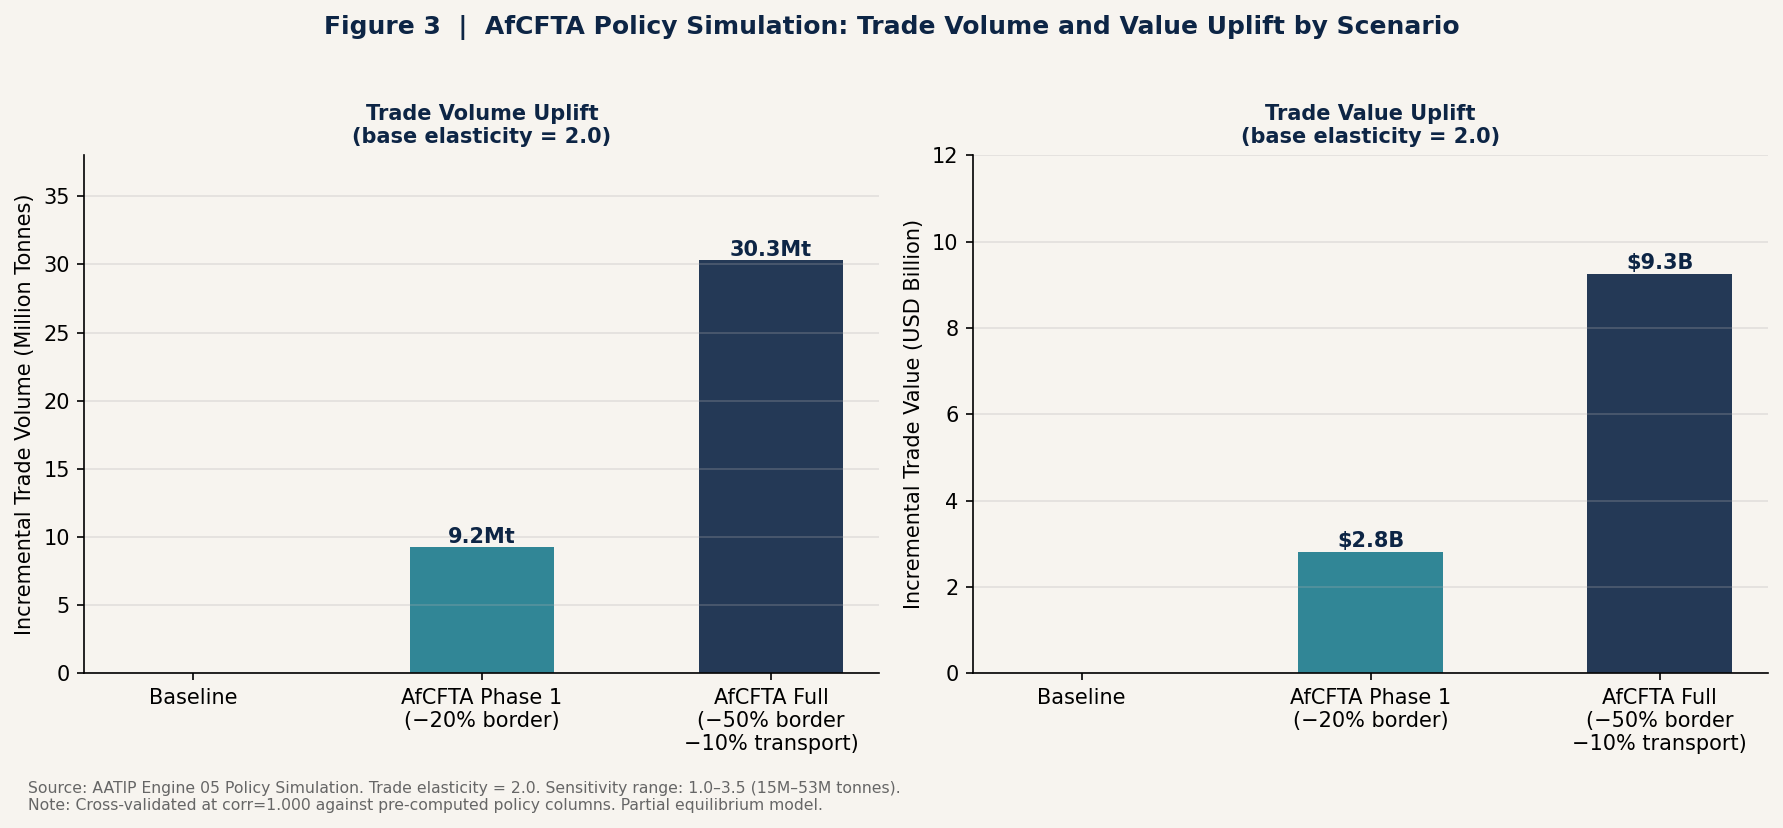 Figure 3 | AfCFTA Policy Simulation: Trade Volume and Value Uplift by Scenario
Trade Volume Uplift
(base elasticity = 2.0)
Incremental Trade Volume (Million Tonnes)
35
30
25
20
15
10
5
0
30.3Mt
9.2Mt
Baseline
AfCFTA Phase 1
(−20% border)
AfCFTA Full
(−50% border
−10% transport)
Trade Value Uplift
(base elasticity = 2.0)
Incremental Trade Value (USD Billion)
12
10
8
6
4
2
0
$9.3B
$2.8B
Baseline
AfCFTA Phase 1
(−20% border)
AfCFTA Full
(−50% border
−10% transport)
Source: AATIP Engine 05 Policy Simulation. Trade elasticity = 2.0. Sensitivity range: 1.0–3.5 (15M–53M tonnes).
Note: Cross-validated at corr=1.000 against pre-computed policy columns. Partial equilibrium model.